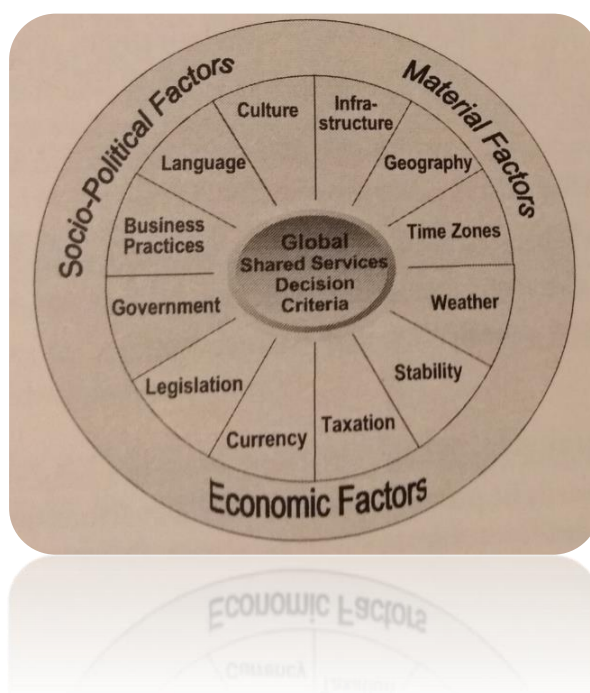 Socio-Political Factors
Material Factors
Economic Factors
Culture
Infra-
structure
Language
Geography
Business
Practices
Time Zones
Government
Weather
Legislation
Stability
Currency
Taxation
Global
Shared Services
Decision
Criteria